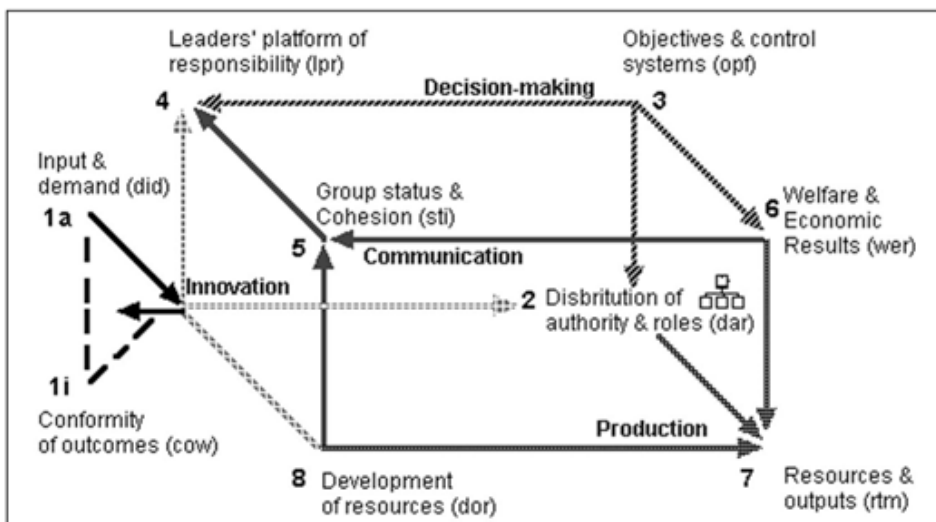 Leaders' platform of
responsibility (lpr)
Objectives & control
systems (opf)
Decision-making
4
3
Input &
demand (did)
1a
Group status &
Cohesion (sti)
5
6
Welfare &
Economic
Results (wer)
Communication
Innovation
2
Disbritution of
authority & roles (dar)
1i
Conformity
of outcomes (cow)
Production
8
Development
of resources (dor)
7
Resources &
outputs (rtm)